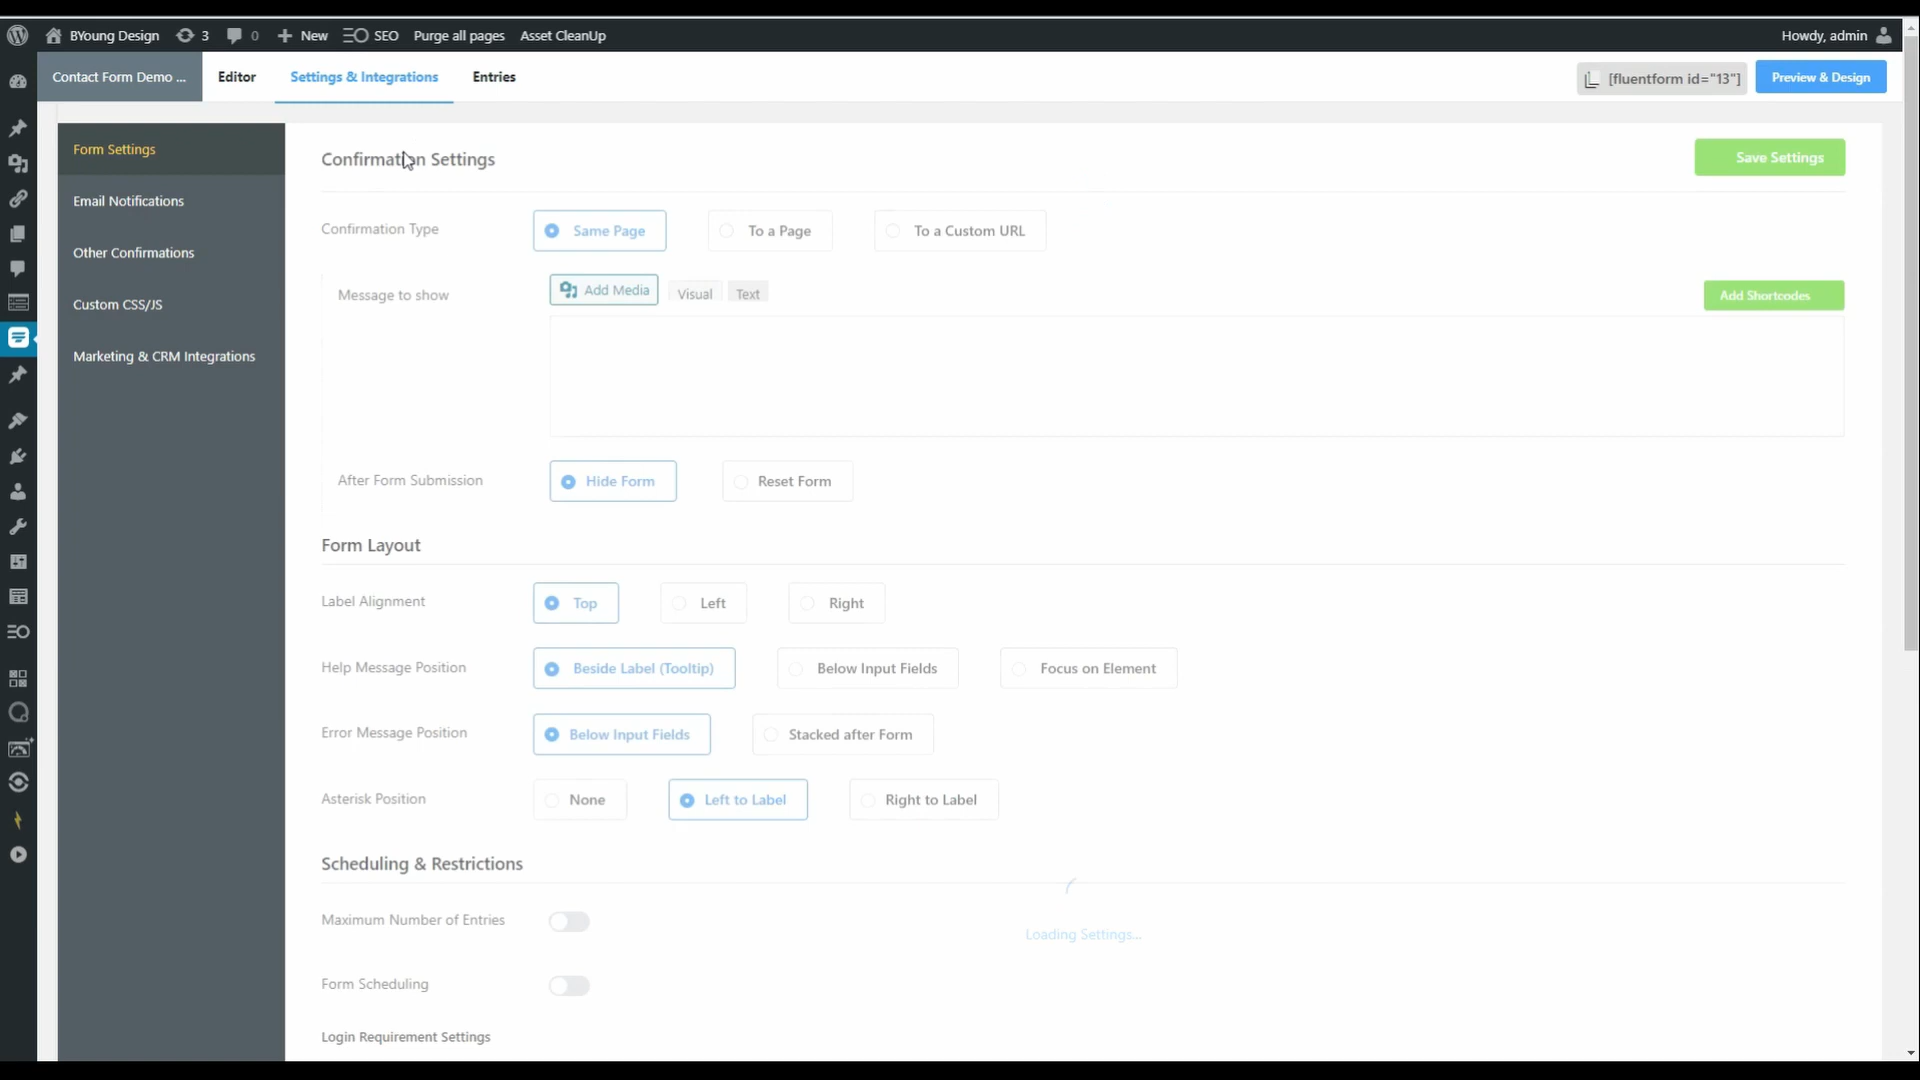 BYoung Design 3 0 New SEO Purge all pages Asset CleanUp Howdy, admin
Contact Form Demo ... Editor Settings & Integrations Entries [fluentform id="13"] Preview & Design
Form Settings
Email Notifications
Other Confirmations
Custom CSS/JS
Marketing & CRM Integrations
Confirmation Settings Save Settings
Confirmation Type Same Page To a Page To a Custom URL
Message to show Add Media Visual Text Add Shortcodes
After Form Submission Hide Form Reset Form
Form Layout
Label Alignment Top Left Right
Help Message Position Beside Label (Tooltip) Below Input Fields Focus on Element
Error Message Position Below Input Fields Stacked after Form
Asterisk Position None Left to Label Right to Label
Scheduling & Restrictions
Maximum Number of Entries
Loading Settings...
Form Scheduling
Login Requirement Settings